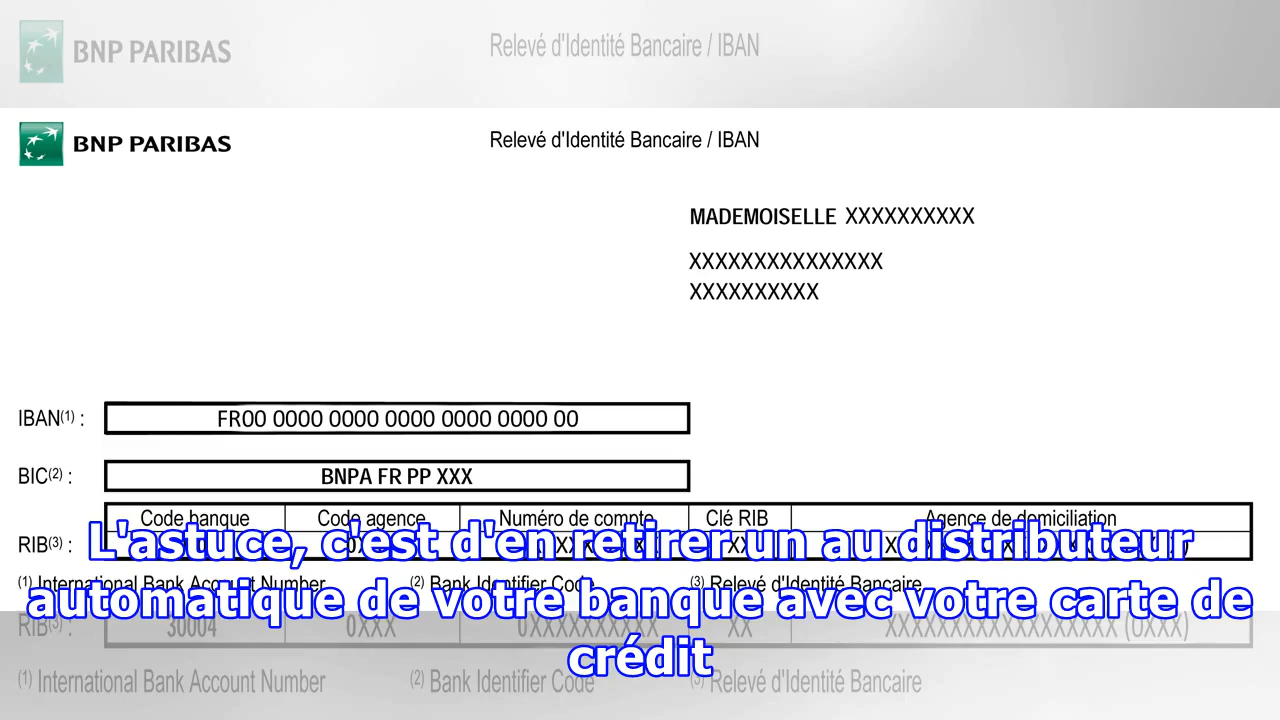 BNP PARIBAS Relevé d'Identité Bancaire / IBAN
BNP PARIBAS Relevé d'Identité Bancaire / IBAN
MADEMOISELLE XXXXXXXXXX
XXXXXXXXXXXXXXX
XXXXXXXXXX
IBAN(1) : FR00 0000 0000 0000 0000 0000 00
BIC(2) : BNPA FR PP XXX
Code banque Code agence Numéro de compte Clé RIB Agence de domiciliation
RIB(3) :
L'astuce, c'est d'en retirer un au distributeur
(1) International Bank Account Number (2) Bank Identifier Code (3) Relevé d'Identité Bancaire
automatique de votre banque avec votre carte de
RIB(3) : 30004 0XXX 0XXXXXXXXXX XX XXXXXXXXXXXXXXXXXX (0XXX)
crédit
(1) International Bank Account Number (2) Bank Identifier Code (3) Relevé d'Identité Bancaire